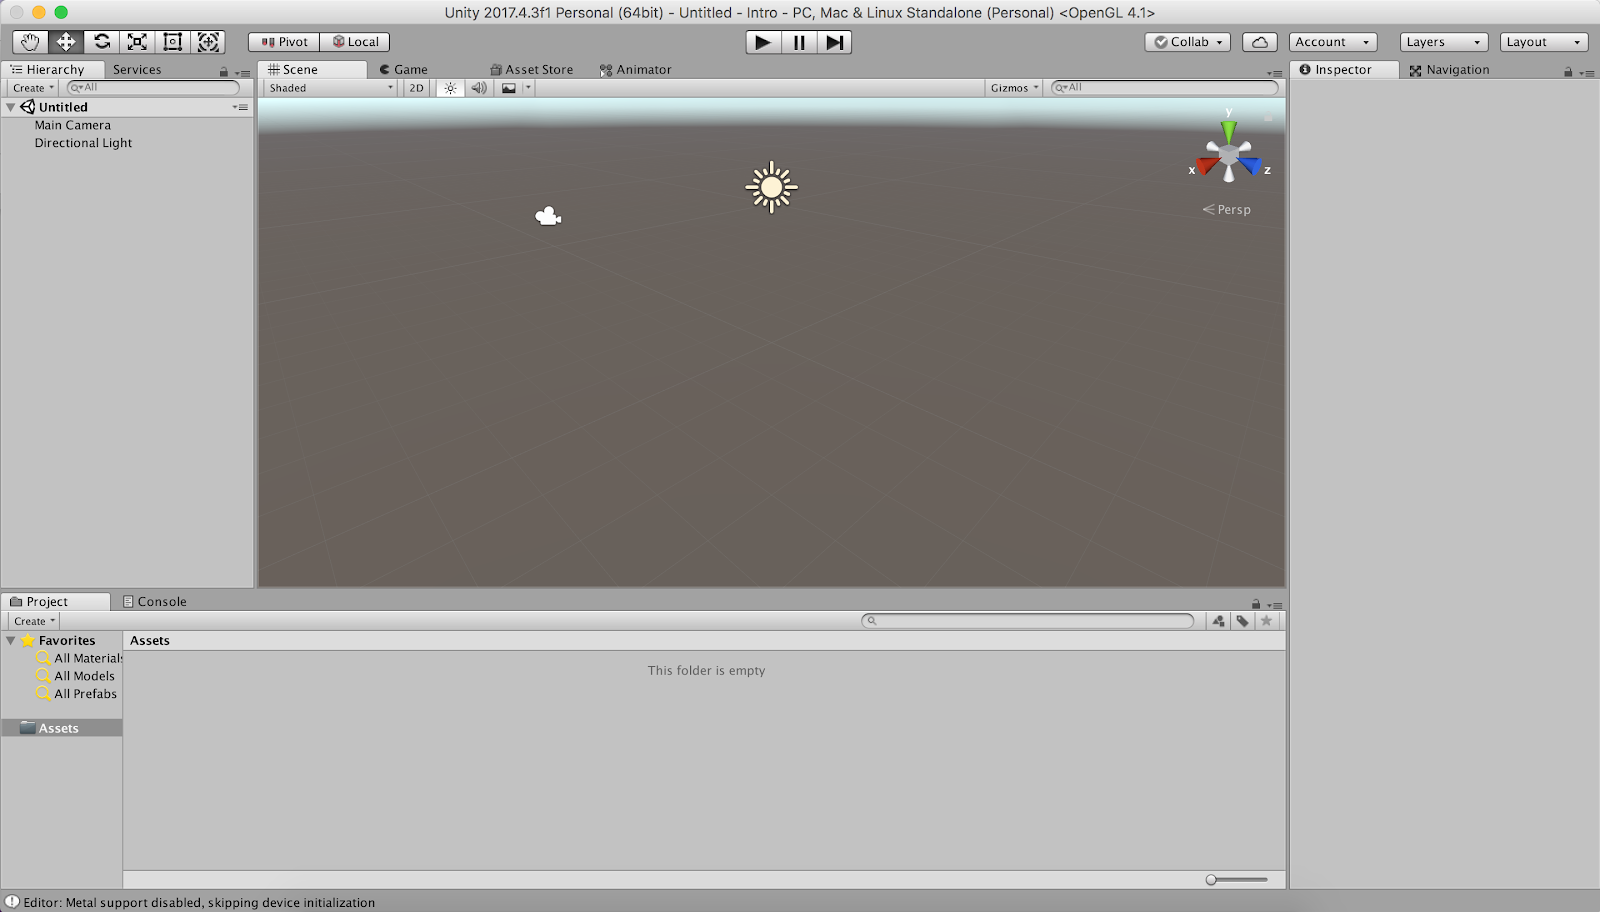 Unity 2017.4.3f1 Personal (64bit) - Untitled - Intro - PC, Mac & Linux Standalone (Personal) <OpenGL 4.1>
Pivot Local Collab Account Layers Layout
Hierarchy Services
Create All
Untitled
Main Camera
Directional Light
Scene Game Asset Store Animator
Shaded 2D Gizmos All
y
x z
Persp
Inspector Navigation
Project Console
Create
Favorites
All Materials
All Models
All Prefabs
Assets
Assets
This folder is empty
Editor: Metal support disabled, skipping device initialization